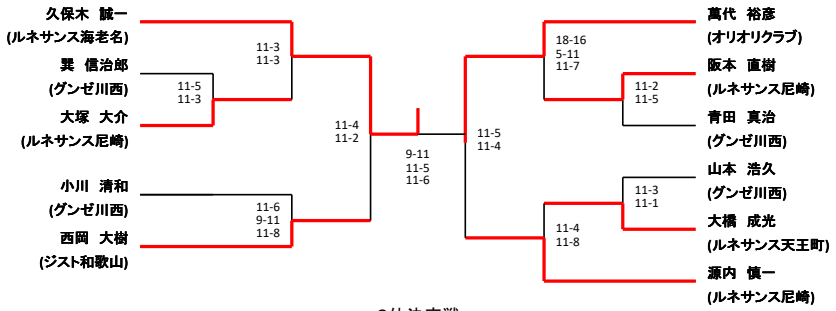 久保木 誠一
(ルネサンス海老名)
巽 信治郎
(グンゼ川西)
大塚 大介
(ルネサンス尼崎)
小川 清和
(グンゼ川西)
西岡 大樹
(ジスト和歌山)
11-3
11-3
11-5
11-3
11-4
11-2
11-6
9-11
11-8
9-11
11-5
11-6
18-16
5-11
11-7
11-2
11-5
11-5
11-4
11-3
11-1
11-4
11-8
萬代 裕彦
(オリオリクラブ)
阪本 直樹
(ルネサンス尼崎)
青田 真治
(グンゼ川西)
山本 浩久
(グンゼ川西)
大橋 成光
(ルネサンス天王町)
源内 慎一
(ルネサンス尼崎)